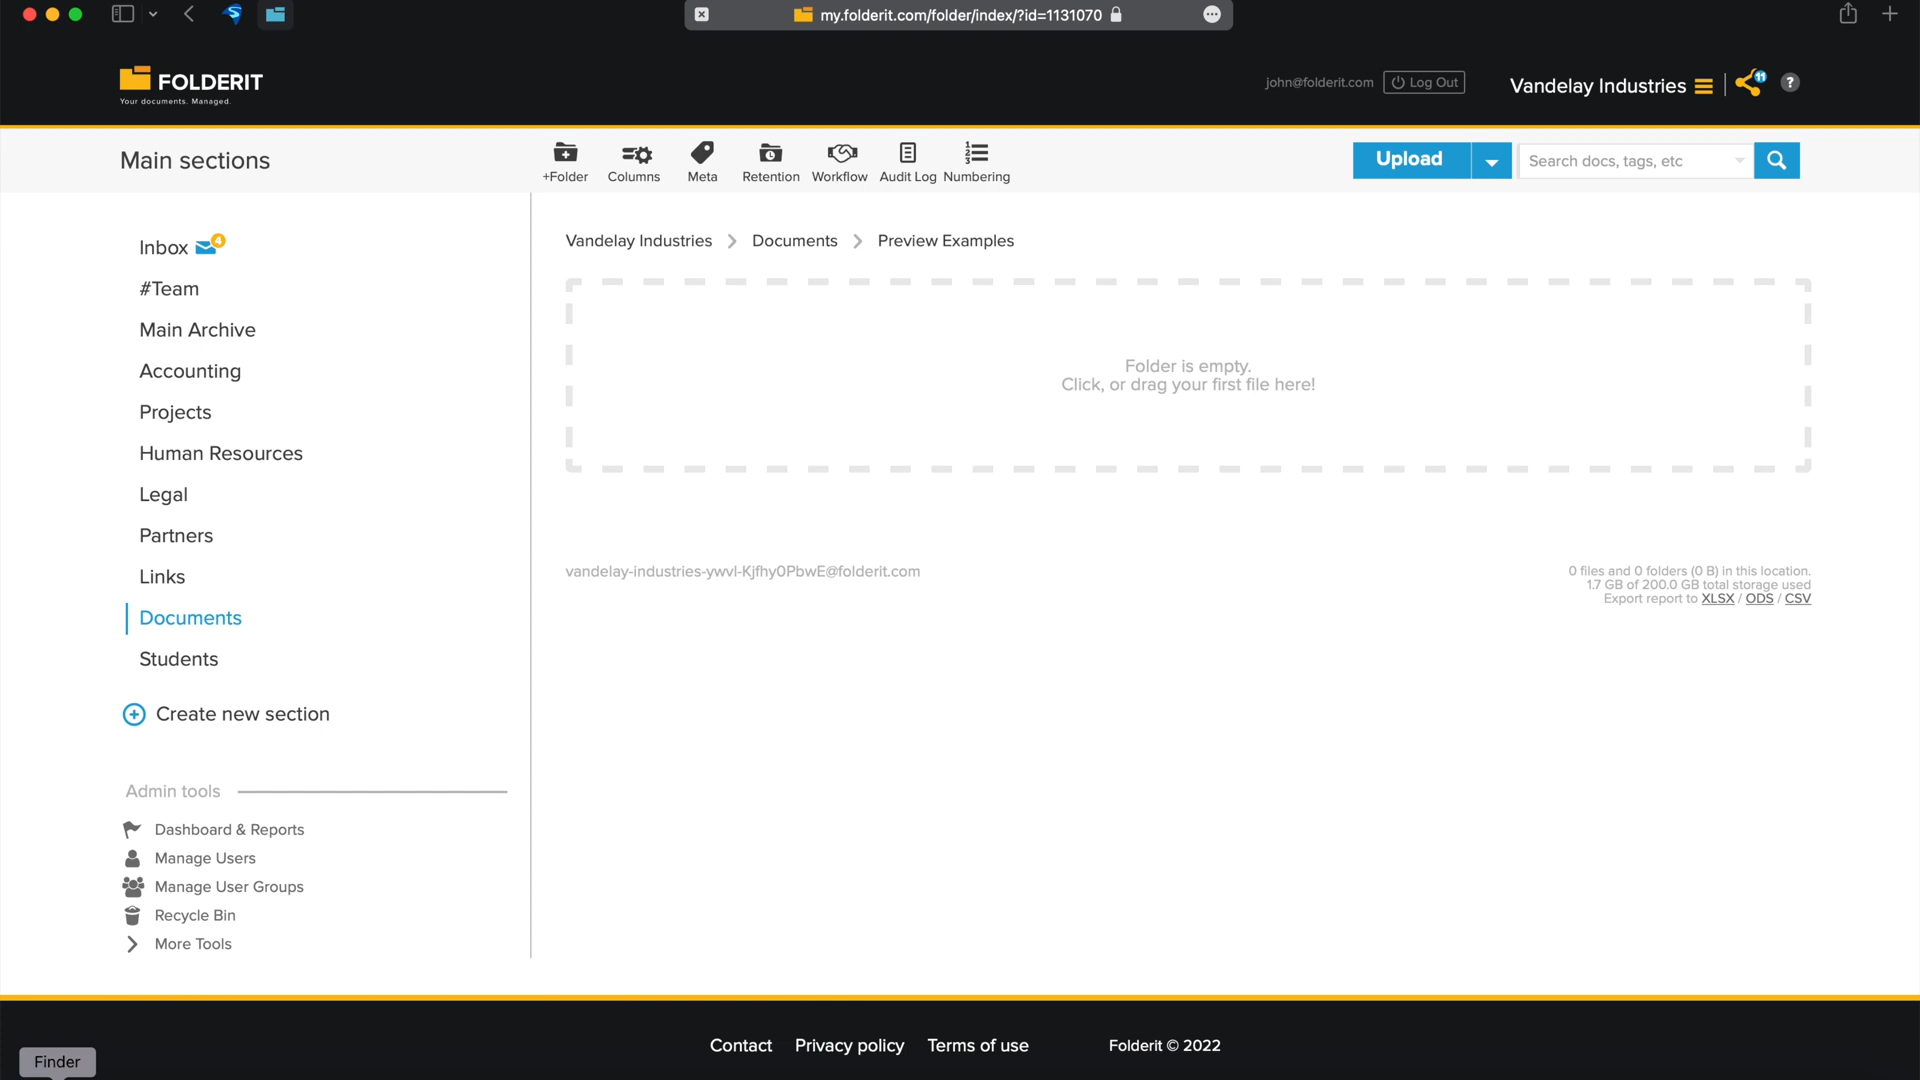 my.folderit.com/folder/index/?id=1131070
FOLDERIT
Your documents. Managed.
john@folderit.com
Log Out
Vandelay Industries
11
?
Main sections
+Folder
Columns
Meta
Retention
Workflow
Audit Log
Numbering
Upload
Search docs, tags, etc
Inbox 4
#Team
Main Archive
Accounting
Projects
Human Resources
Legal
Partners
Links
Documents
Students
Create new section
Admin tools
Dashboard & Reports
Manage Users
Manage User Groups
Recycle Bin
More Tools
Vandelay Industries > Documents > Preview Examples
Folder is empty.
Click, or drag your first file here!
vandelay-industries-ywvl-Kjfhy0PbwE@folderit.com
0 files and 0 folders (0 B) in this location.
1.7 GB of 200.0 GB total storage used
Export report to XLSX / ODS / CSV
Contact
Privacy policy
Terms of use
Folderit © 2022
Finder